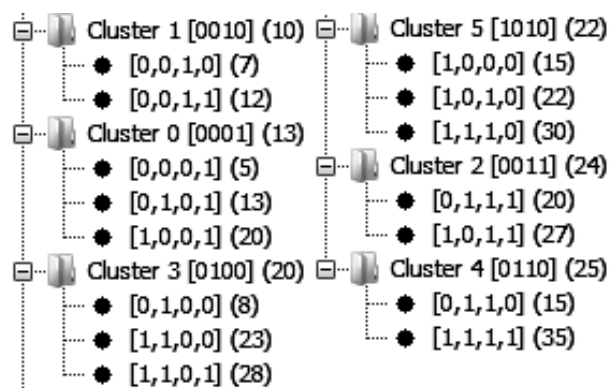 Cluster 1 [0010] (10)
[0,0,1,0] (7)
[0,0,1,1] (12)
Cluster 0 [0001] (13)
[0,0,0,1] (5)
[0,1,0,1] (13)
[1,0,0,1] (20)
Cluster 3 [0100] (20)
[0,1,0,0] (8)
[1,1,0,0] (23)
[1,1,0,1] (28)
Cluster 5 [1010] (22)
[1,0,0,0] (15)
[1,0,1,0] (22)
[1,1,1,0] (30)
Cluster 2 [0011] (24)
[0,1,1,1] (20)
[1,0,1,1] (27)
Cluster 4 [0110] (25)
[0,1,1,0] (15)
[1,1,1,1] (35)